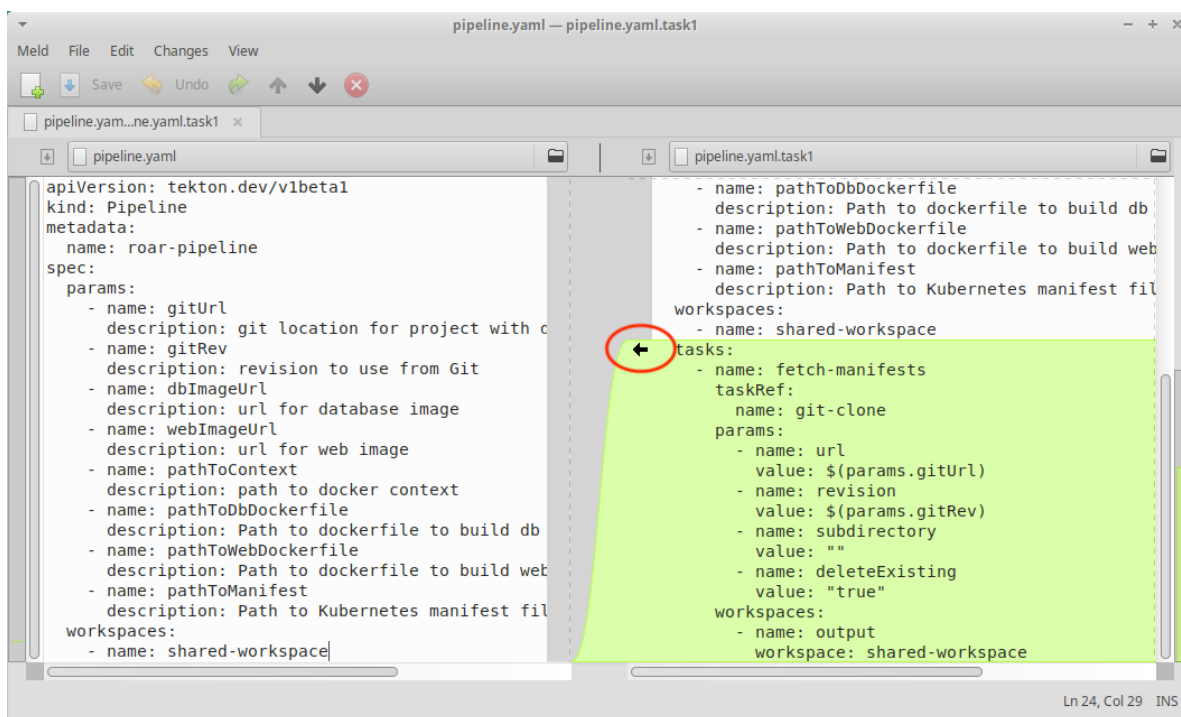 pipeline.yaml — pipeline.yaml.task1
Meld File Edit Changes View
Save Undo
pipeline.yam...ne.yaml.task1
pipeline.yaml
apiVersion: tekton.dev/v1beta1
kind: Pipeline
metadata:
  name: roar-pipeline
spec:
  params:
    - name: gitUrl
      description: git location for project with
    - name: gitRev
      description: revision to use from Git
    - name: dbImageUrl
      description: url for database image
    - name: webImageUrl
      description: url for web image
    - name: pathToContext
      description: path to docker context
    - name: pathToDbDockerfile
      description: Path to dockerfile to build db
    - name: pathToWebDockerfile
      description: Path to dockerfile to build web
    - name: pathToManifest
      description: Path to Kubernetes manifest fil
  workspaces:
    - name: shared-workspace
pipeline.yaml.task1
    - name: pathToDbDockerfile
      description: Path to dockerfile to build db
    - name: pathToWebDockerfile
      description: Path to dockerfile to build web
    - name: pathToManifest
      description: Path to Kubernetes manifest fil
  workspaces:
    - name: shared-workspace
  tasks:
    - name: fetch-manifests
      taskRef:
        name: git-clone
      params:
        - name: url
          value: $(params.gitUrl)
        - name: revision
          value: $(params.gitRev)
        - name: subdirectory
          value: ""
        - name: deleteExisting
          value: "true"
      workspaces:
        - name: output
          workspace: shared-workspace
Ln 24, Col 29 INS